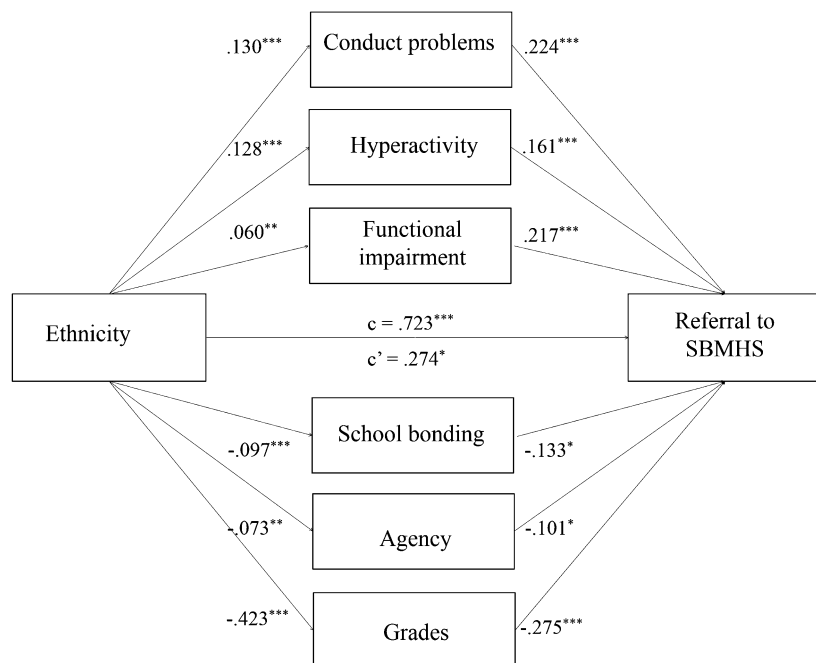 Conduct problems
.130***
.224***
Hyperactivity
.128***
.161***
Functional
impairment
.060**
.217***
Ethnicity
c = .723***
c’ = .274*
Referral to
SBMHS
School bonding
-.097***
-.133*
Agency
-.073**
-.101*
Grades
-.423***
-.275***